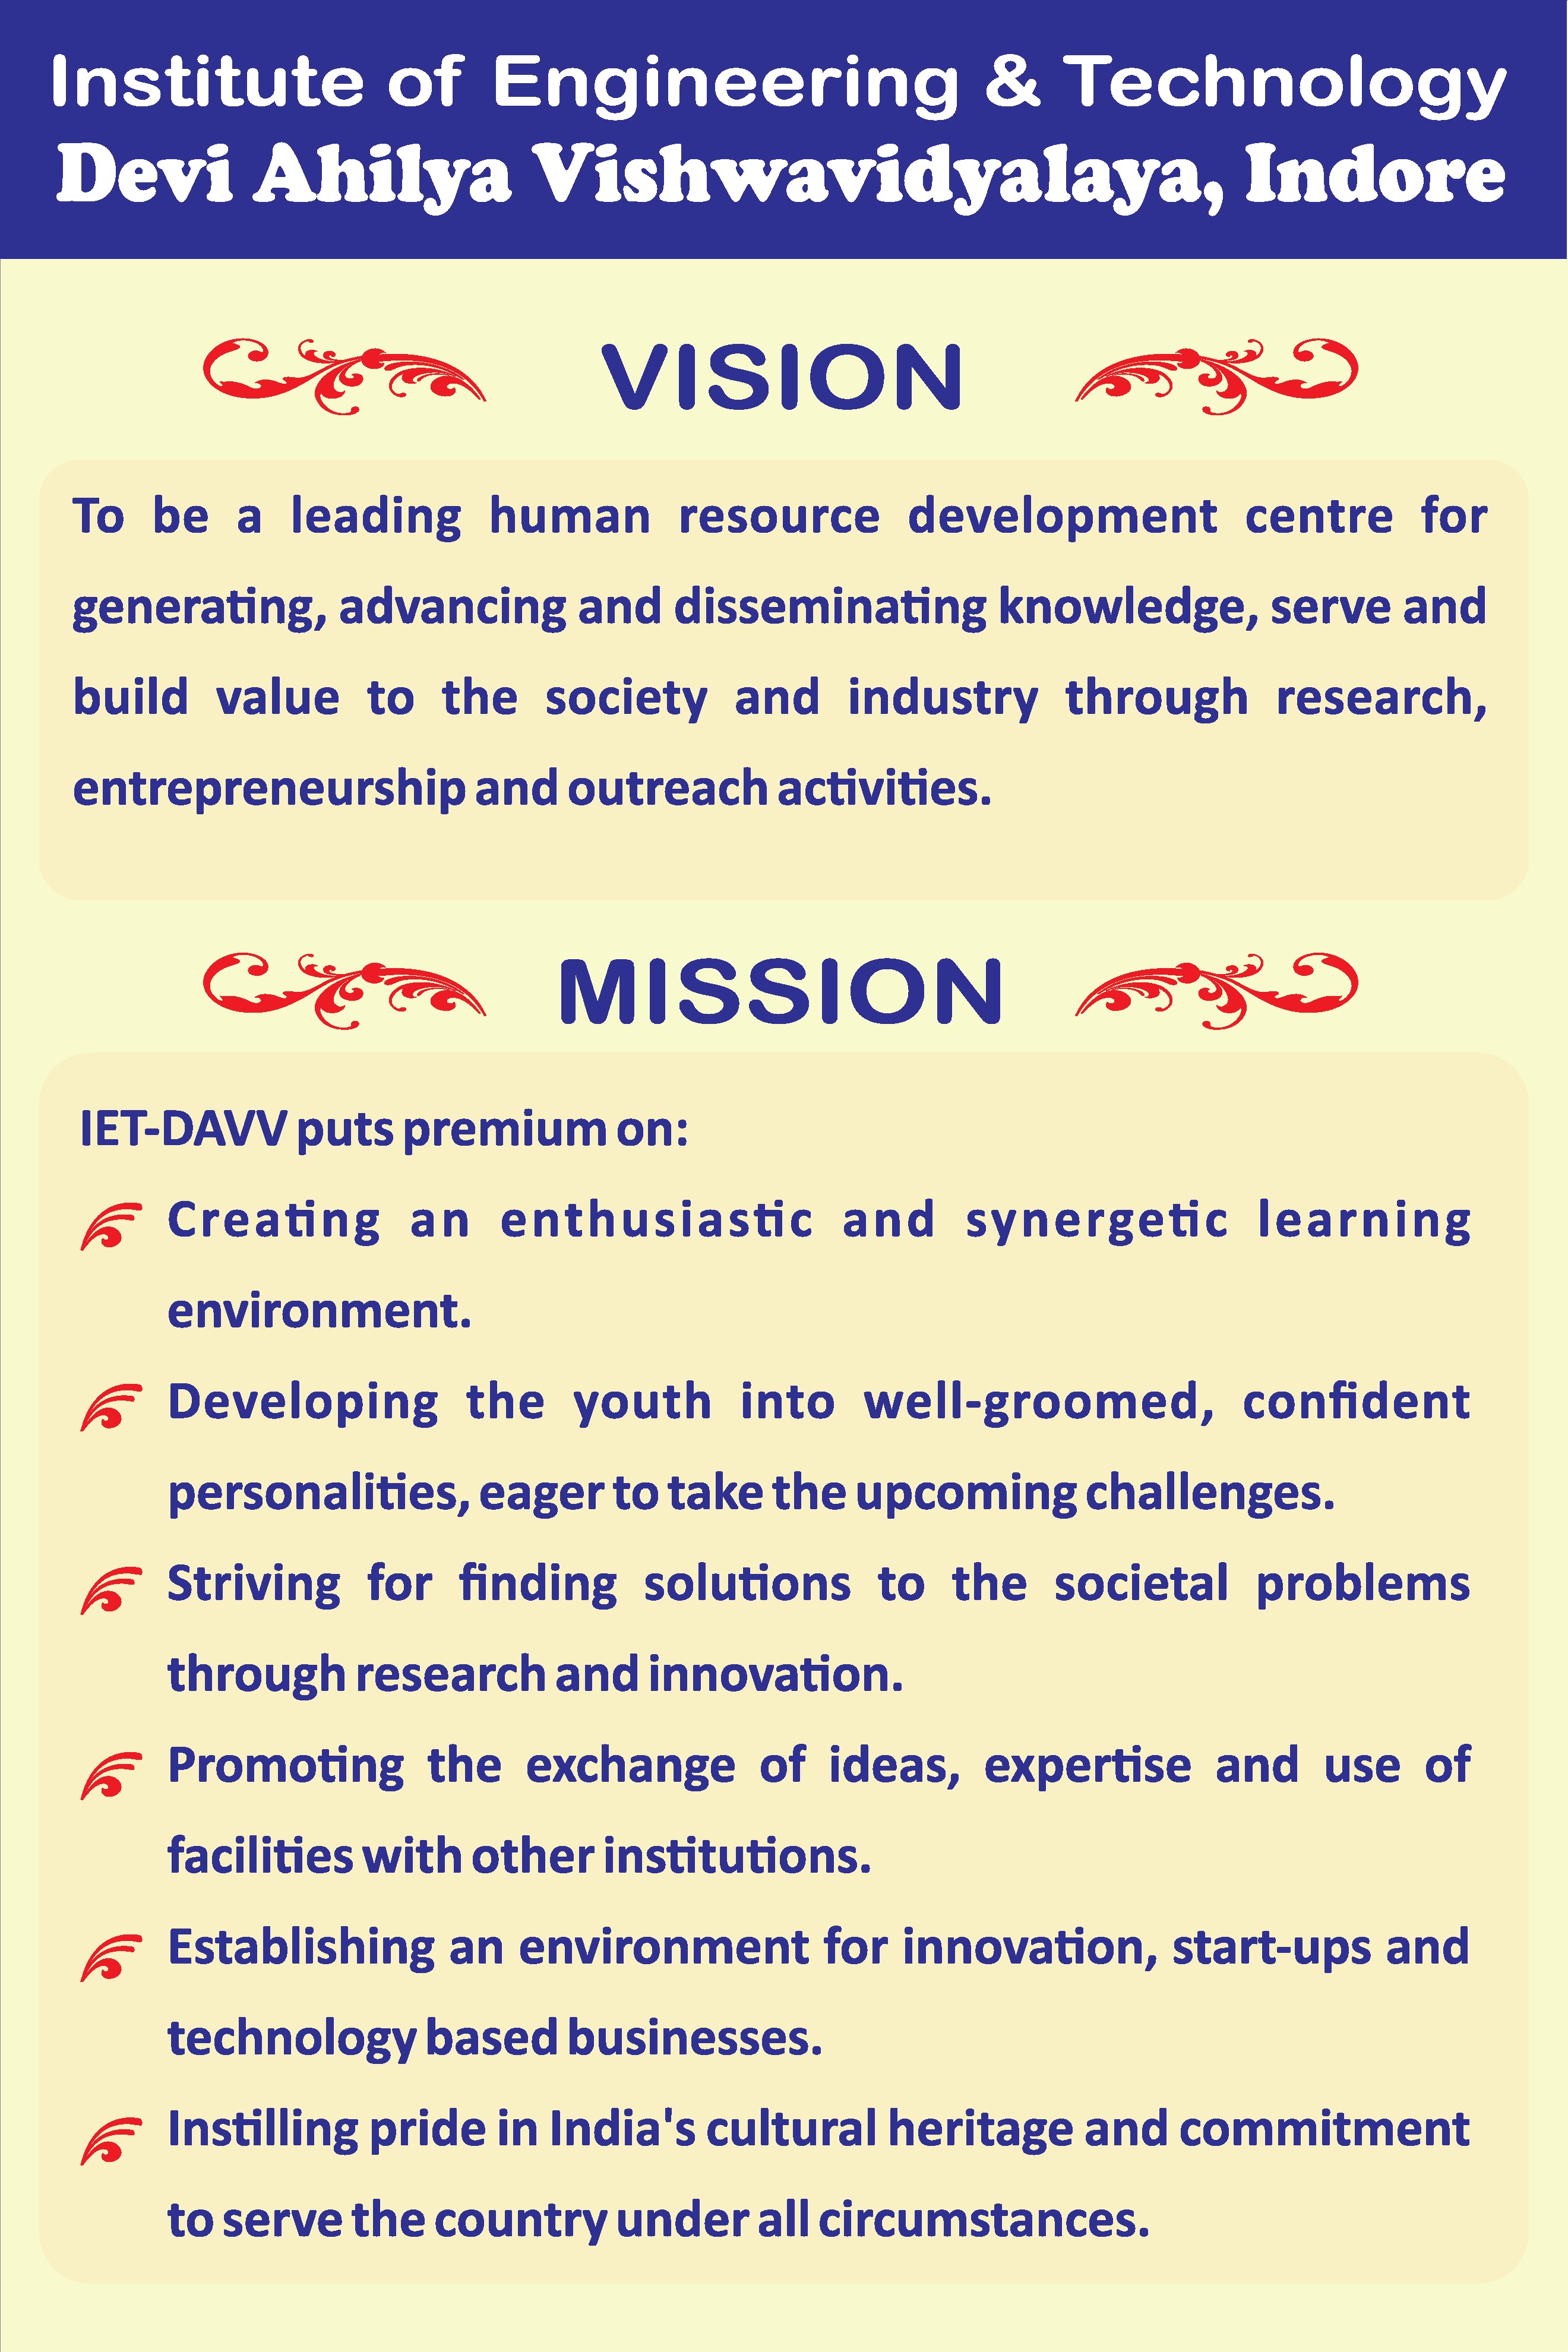 Institute of Engineering & Technology
Devi Ahilya Vishwavidyalaya, Indore
VISION
To be a leading human resource development centre for
generating, advancing and disseminating knowledge, serve and
build value to the society and industry through research,
entrepreneurship and outreach activities.
MISSION
IET-DAVV puts premium on:
Creating an enthusiastic and synergetic learning
environment.
Developing the youth into well-groomed, confident
personalities, eager to take the upcoming challenges.
Striving for finding solutions to the societal problems
through research and innovation.
Promoting the exchange of ideas, expertise and use of
facilities with other institutions.
Establishing an environment for innovation, start-ups and
technology based businesses.
Instilling pride in India's cultural heritage and commitment
to serve the country under all circumstances.